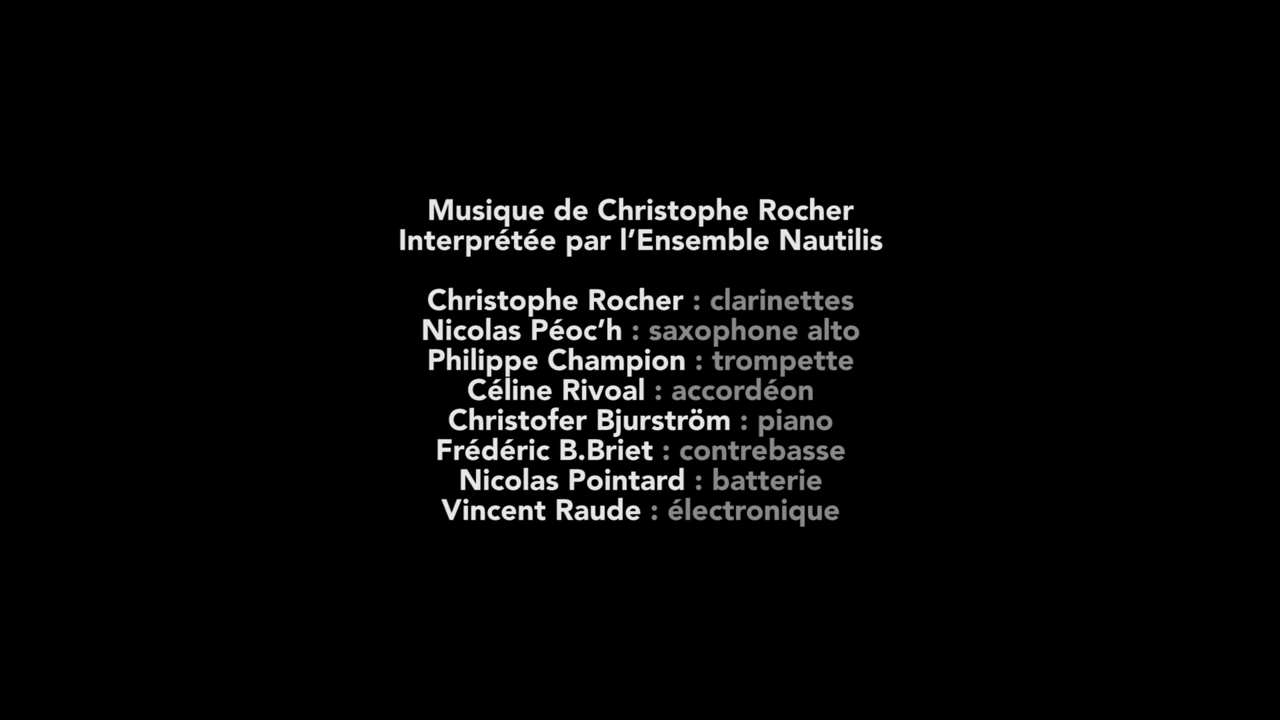 Musique de Christophe Rocher
Interprétée par l’Ensemble Nautilis
Christophe Rocher : clarinettes
Nicolas Péoc’h : saxophone alto
Philippe Champion : trompette
Céline Rivoal : accordéon
Christofer Bjurström : piano
Frédéric B.Briet : contrebasse
Nicolas Pointard : batterie
Vincent Raude : électronique